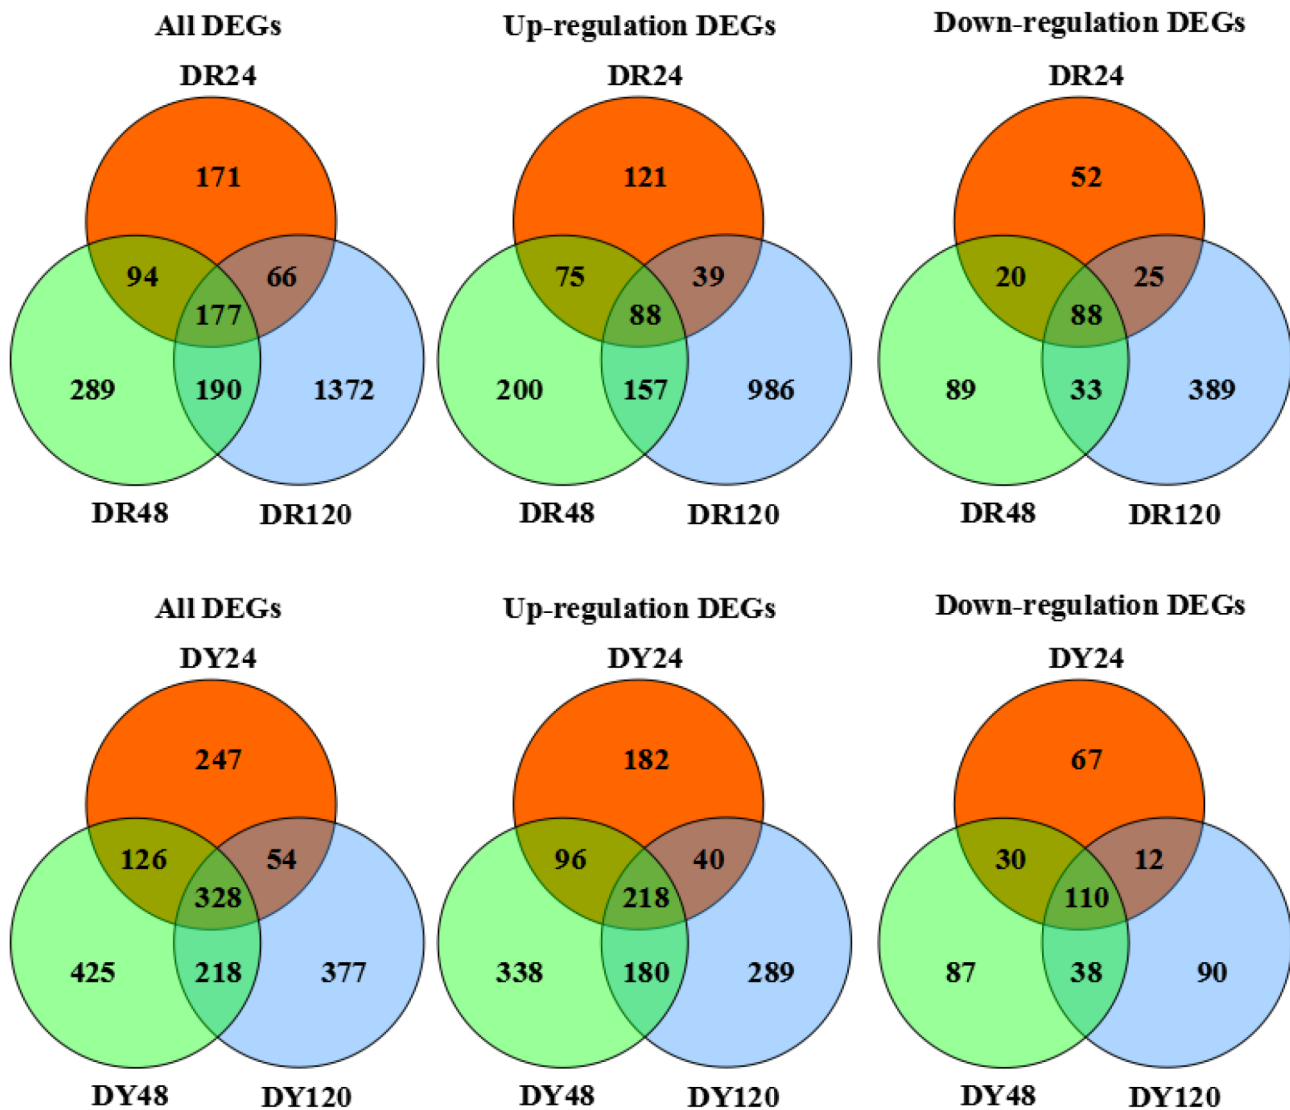 All DEGs
Up-regulation DEGs
Down-regulation DEGs
DR24
DR24
DR24
171
121
52
94
66
75
39
20
25
177
88
88
289
190
1372
200
157
986
89
33
389
DR48
DR120
DR48
DR120
DR48
DR120
All DEGs
Up-regulation DEGs
Down-regulation DEGs
DY24
DY24
DY24
247
182
67
126
54
96
40
30
12
328
218
110
425
218
377
338
180
289
87
38
90
DY48
DY120
DY48
DY120
DY48
DY120